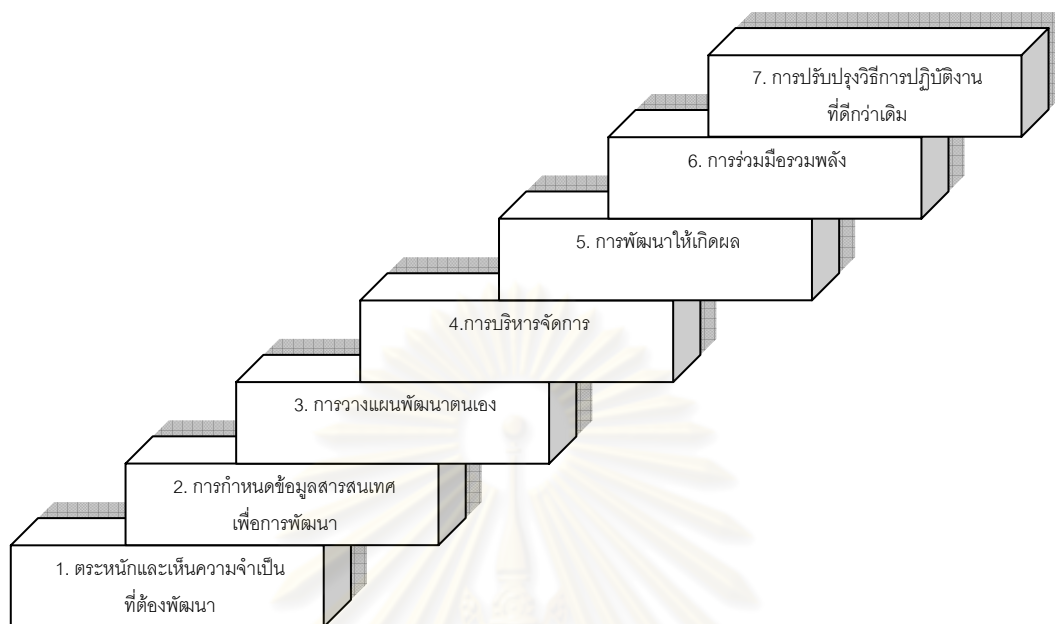 7. การปรับปรุงวิธีการปฏิบัติงาน
ที่ดีกว่าเดิม
6. การร่วมมือรวมพลัง
5. การพัฒนาให้เกิดผล
4.การบริหารจัดการ
3. การวางแผนพัฒนาตนเอง
2. การกำหนดข้อมูลสารสนเทศ
เพื่อการพัฒนา
1. ตระหนักและเห็นความจำเป็น
ที่ต้องพัฒนา